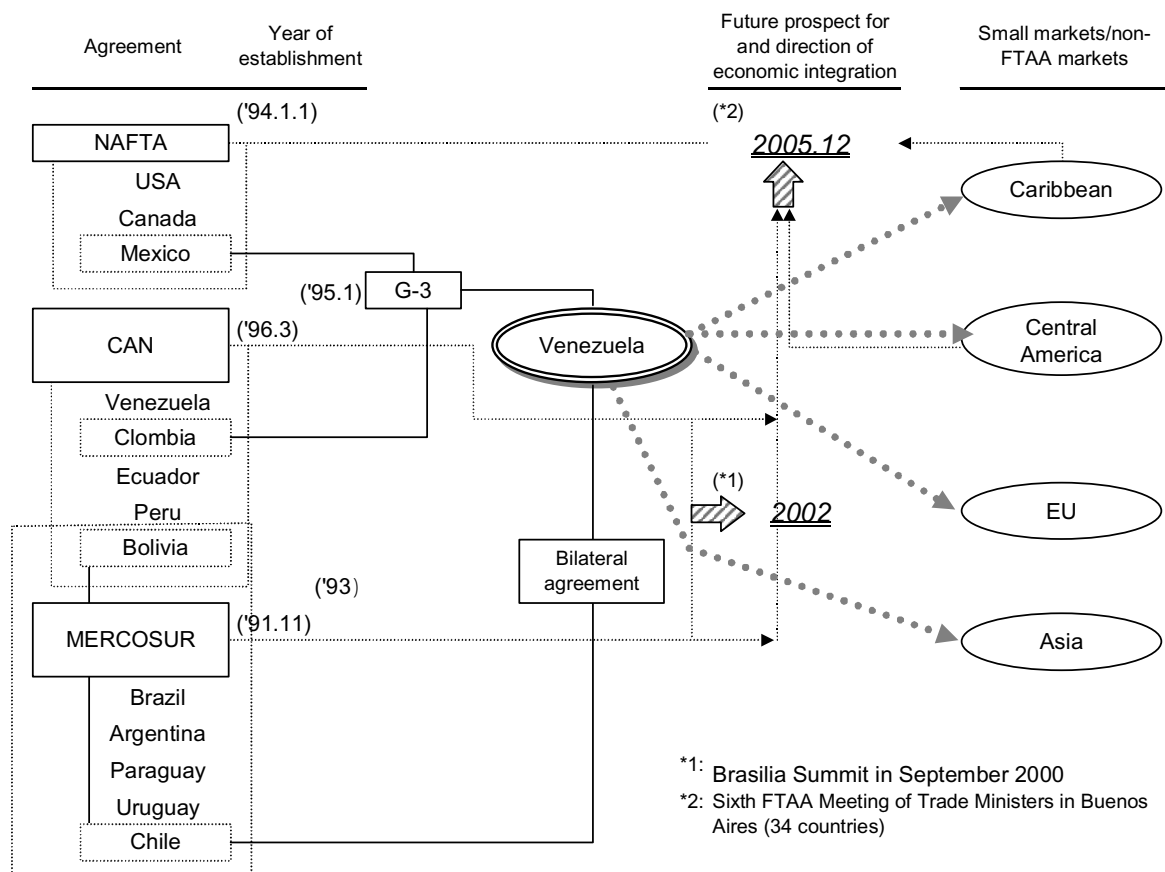 Agreement
Year of
establishment
Future prospect for
and direction of
economic integration
Small markets/non-
FTAA markets
('94.1.1)
(*2)
NAFTA
2005.12
USA
Canada
Mexico
Caribbean
('95.1)
G-3
('96.3)
CAN
Venezuela
Central
America
Venezuela
Clombia
Ecuador
Peru
Bolivia
(*1)
2002
EU
Bilateral
agreement
('93)
('91.11)
MERCOSUR
Asia
Brazil
Argentina
Paraguay
Uruguay
Chile
*1: Brasilia Summit in September 2000
*2: Sixth FTAA Meeting of Trade Ministers in Buenos
Aires (34 countries)